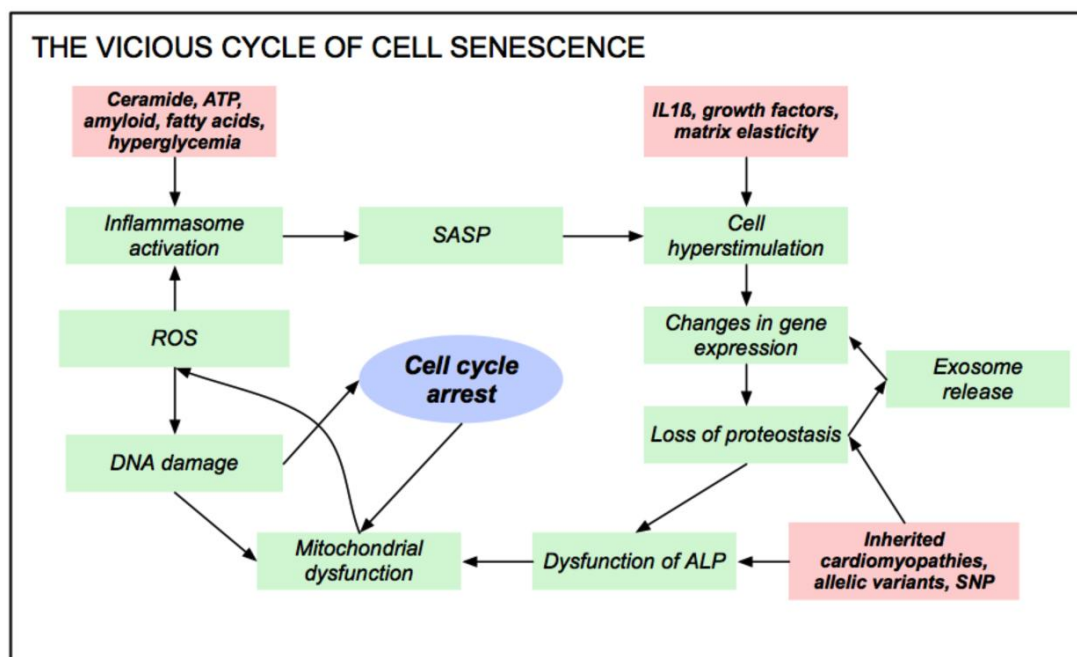 THE VICIOUS CYCLE OF CELL SENESCENCE
Ceramide, ATP,
amyloid, fatty acids,
hyperglycemia
IL1ß, growth factors,
matrix elasticity
Inflammasome
activation
SASP
Cell
hyperstimulation
ROS
Cell cycle
arrest
Changes in gene
expression
Exosome
release
DNA damage
Loss of proteostasis
Mitochondrial
dysfunction
Dysfunction of ALP
Inherited
cardiomyopathies,
allelic variants, SNP